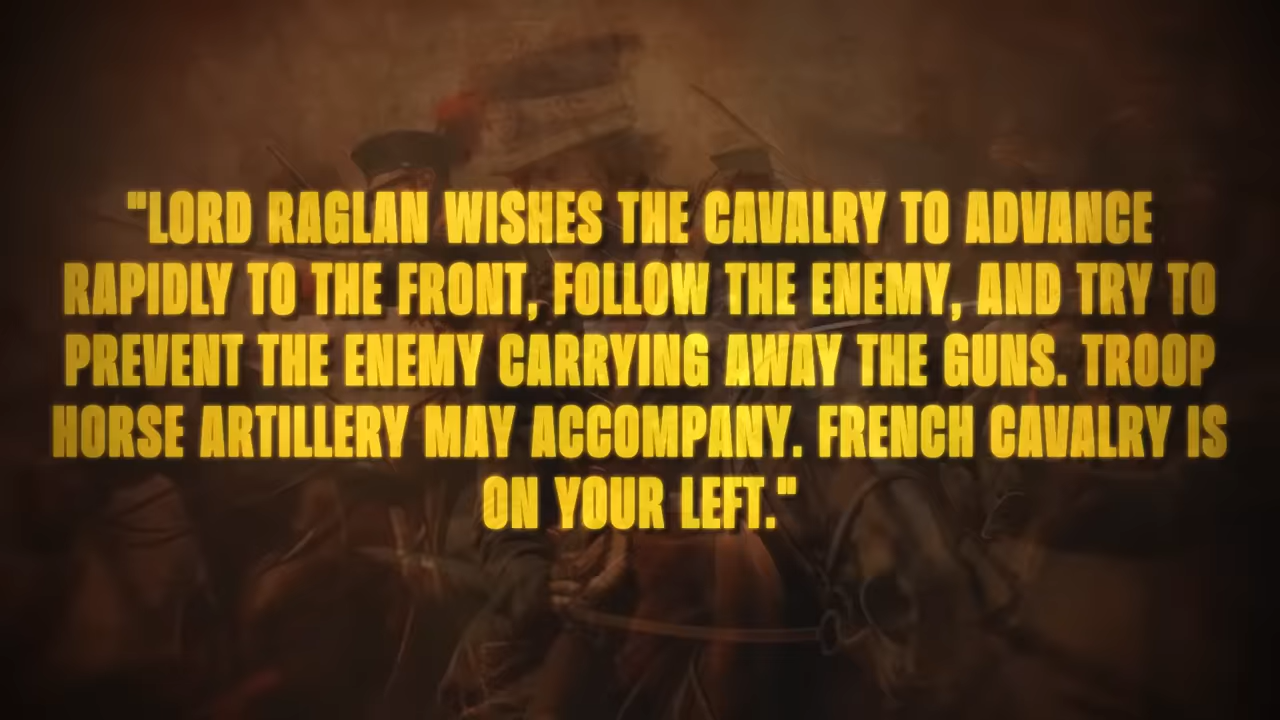 "LORD RAGLAN WISHES THE CAVALRY TO ADVANCE
RAPIDLY TO THE FRONT, FOLLOW THE ENEMY, AND TRY TO
PREVENT THE ENEMY CARRYING AWAY THE GUNS. TROOP
HORSE ARTILLERY MAY ACCOMPANY. FRENCH CAVALRY IS
ON YOUR LEFT."